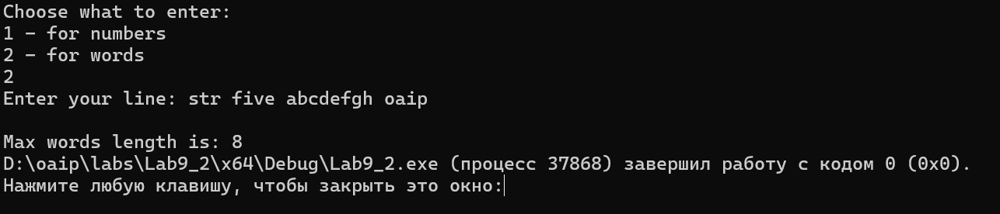 Choose what to enter:
1 - for numbers
2 - for words
2
Enter your line: str five abcdefgh oaip
Max words length is: 8
D:\oaip\labs\Lab9_2\x64\Debug\Lab9_2.exe (процесс 37868) завершил работу с кодом 0 (0x0).
Нажмите любую клавишу, чтобы закрыть это окно: